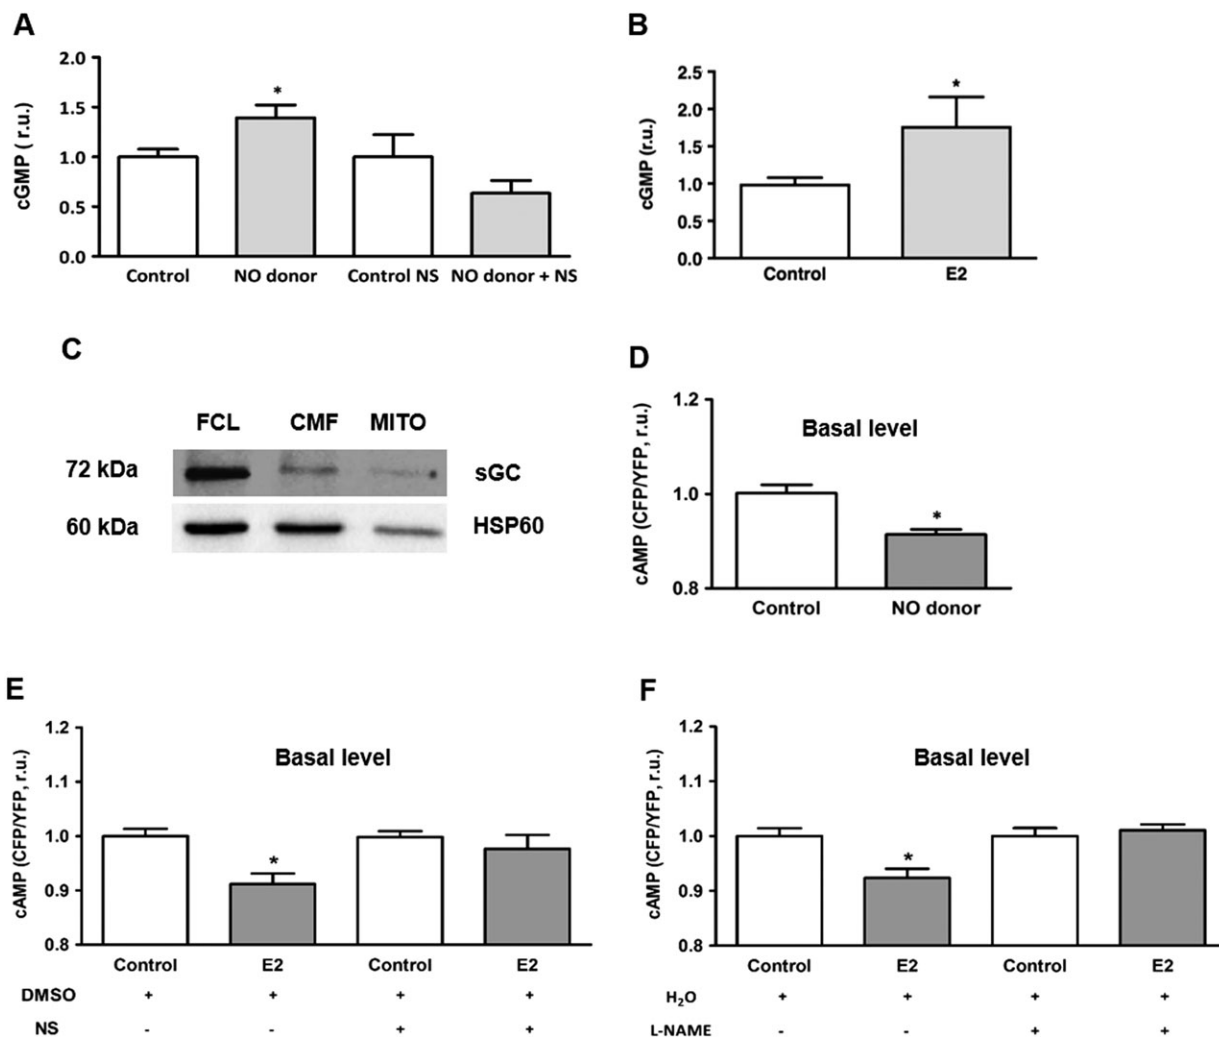 A
cGMP ( r.u.)
2.0
1.5
1.0
0.5
0.0
*
Control NO donor Control NS NO donor + NS
B
cGMP (r.u.)
2.5
2.0
1.5
1.0
0.5
0.0
*
Control E2
C
FCL CMF MITO
72 kDa sGC
60 kDa HSP60
D
cAMP (CFP/YFP, r.u.)
1.2
1.0
0.8
Basal level
*
Control NO donor
E
cAMP (CFP/YFP, r.u.)
1.2
1.1
1.0
0.9
0.8
Basal level
*
Control E2 Control E2
DMSO + + + +
NS - - + +
F
cAMP (CFP/YFP, r.u.)
1.2
1.1
1.0
0.9
0.8
Basal level
*
Control E2 Control E2
H₂O + + + +
L-NAME - - + +